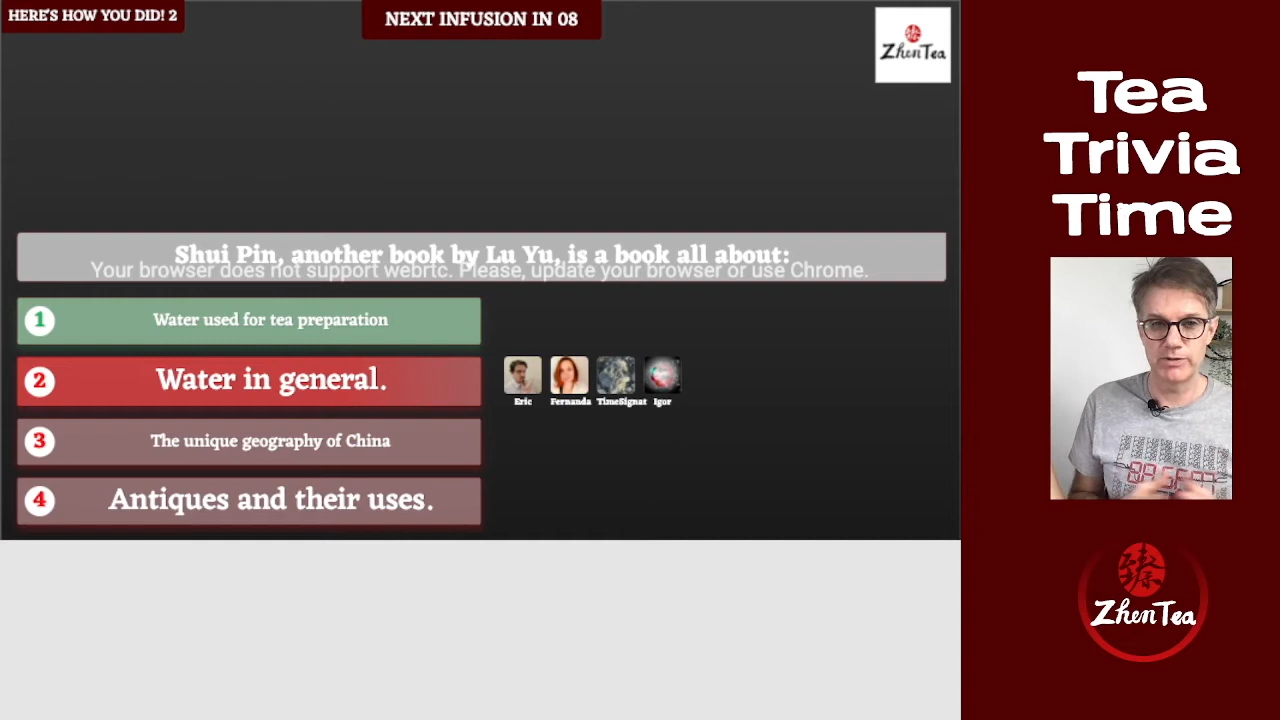 HERE'S HOW YOU DID! 2
NEXT INFUSION IN 08
臻
ZhenTea
Shui Pin, another book by Lu Yu, is a book all about:
Your browser does not support webrtc. Please, update your browser or use Chrome.
1 Water used for tea preparation
2 Water in general.
Eric Fernanda TimeSignat Igor
3 The unique geography of China
4 Antiques and their uses.
Tea
Trivia
Time
臻
ZhenTea